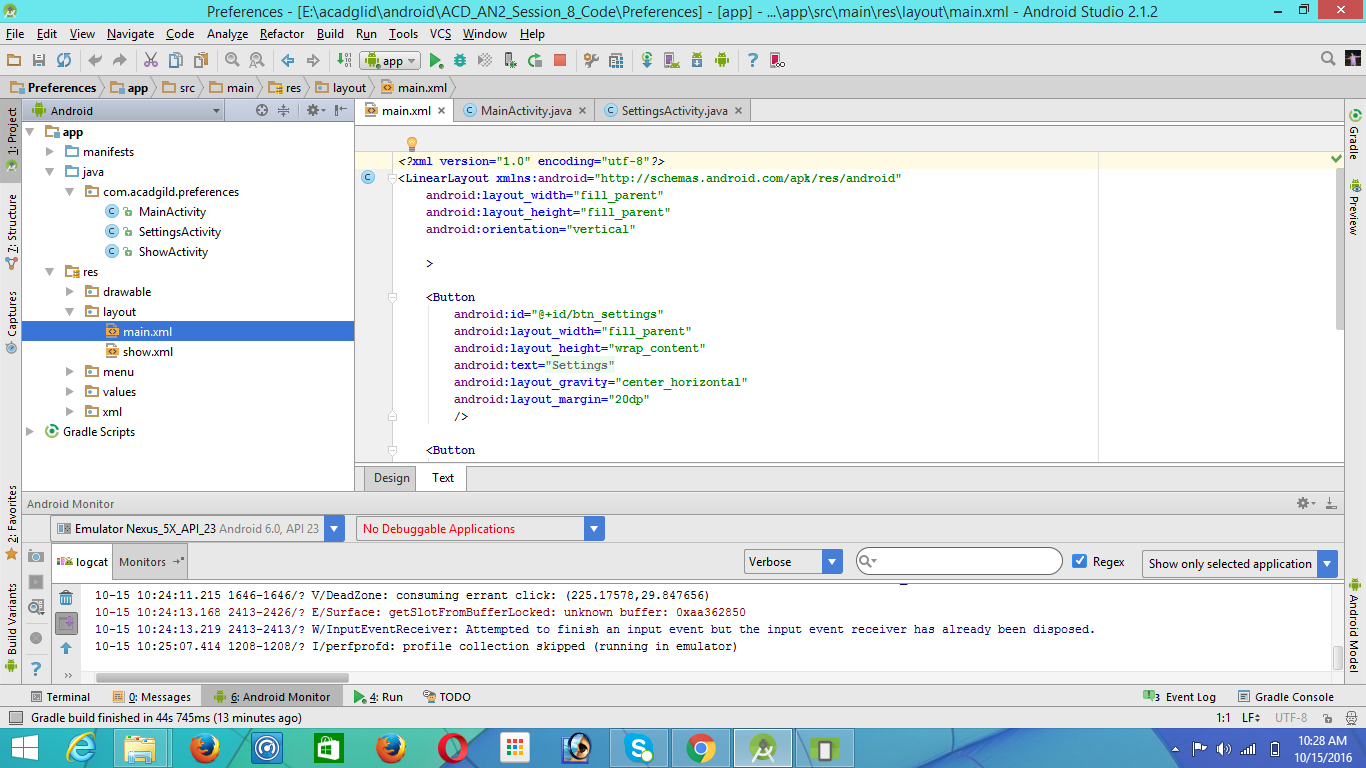 Preferences - [E:\acadglid\android\ACD_AN2_Session_8_Code\Preferences] - [app] - ...\app\src\main\res\layout\main.xml - Android Studio 2.1.2
File Edit View Navigate Code Analyze Refactor Build Run Tools VCS Window Help
app
Preferences app src main res layout main.xml
1: Project
7: Structure
Captures
2: Favorites
Build Variants
Android
app
manifests
java
com.acadgild.preferences
MainActivity
SettingsActivity
ShowActivity
res
drawable
layout
main.xml
show.xml
menu
values
xml
Gradle Scripts
main.xml MainActivity.java SettingsActivity.java
<?xml version="1.0" encoding="utf-8"?>
<LinearLayout xmlns:android="http://schemas.android.com/apk/res/android"
android:layout_width="fill_parent"
android:layout_height="fill_parent"
android:orientation="vertical"
>
<Button
android:id="@+id/btn_settings"
android:layout_width="fill_parent"
android:layout_height="wrap_content"
android:text="Settings"
android:layout_gravity="center_horizontal"
android:layout_margin="20dp"
/>
<Button
Design Text
Gradle
Preview
Android Model
Android Monitor
Emulator Nexus_5X_API_23 Android 6.0, API 23 No Debuggable Applications
logcat Monitors Verbose Regex Show only selected application
10-15 10:24:11.215 1646-1646/? V/DeadZone: consuming errant click: (225.17578,29.847656)
10-15 10:24:13.168 2413-2426/? E/Surface: getSlotFromBufferLocked: unknown buffer: 0xaa362850
10-15 10:24:13.219 2413-2413/? W/InputEventReceiver: Attempted to finish an input event but the input event receiver has already been disposed.
10-15 10:25:07.414 1208-1208/? I/perfprofd: profile collection skipped (running in emulator)
Terminal 0: Messages 6: Android Monitor 4: Run TODO 3 Event Log Gradle Console
Gradle build finished in 44s 745ms (13 minutes ago) 1:1 LF UTF-8
10:28 AM
10/15/2016